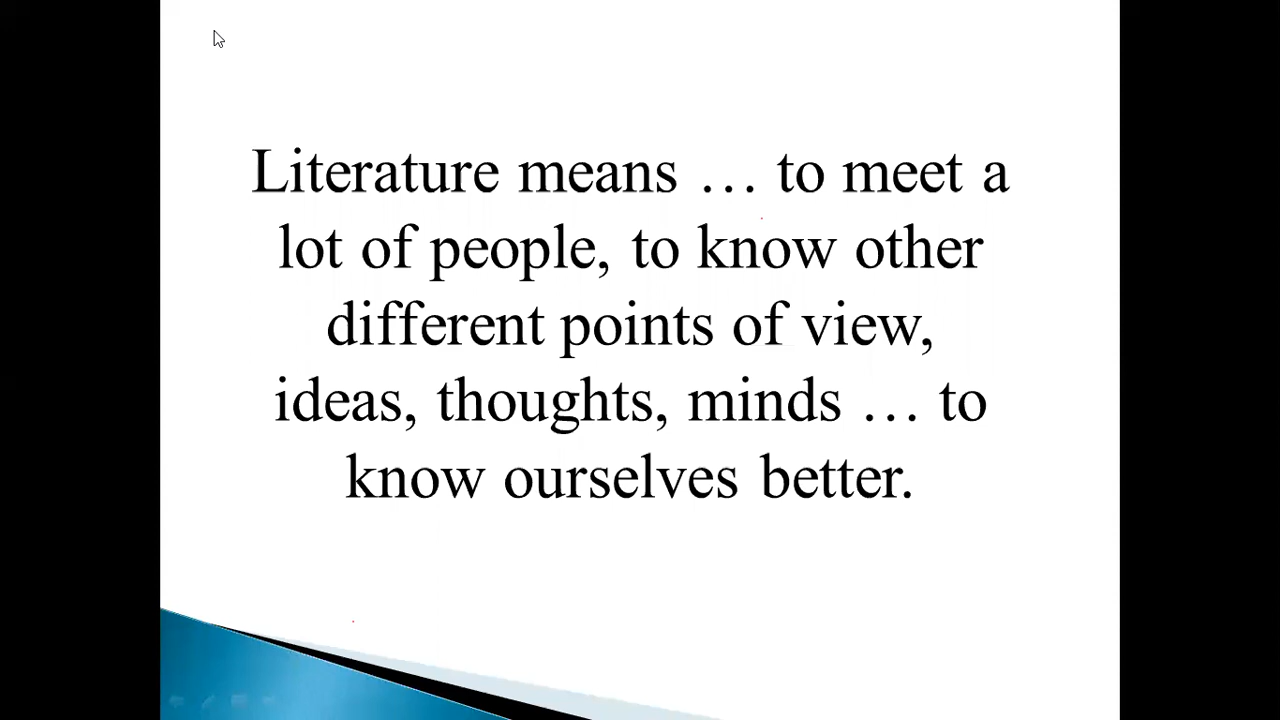 Literature means … to meet a
lot of people, to know other
different points of view,
ideas, thoughts, minds … to
know ourselves better.